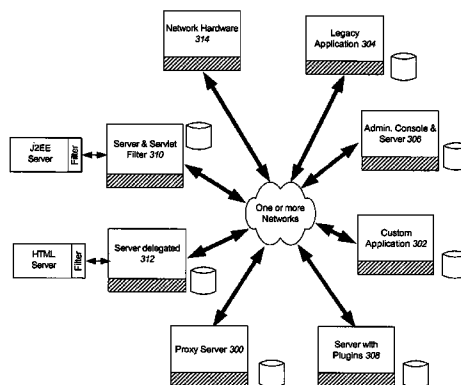 Network Hardware
314
Legacy
Application 304
J2EE
Server
Filter
Server & Servlet
Filter 310
Admin. Console &
Server 306
One or more
Networks
HTML
Server
Filter
Server delegated
312
Custom
Application 302
Proxy Server 300
Server with
Plugins 308